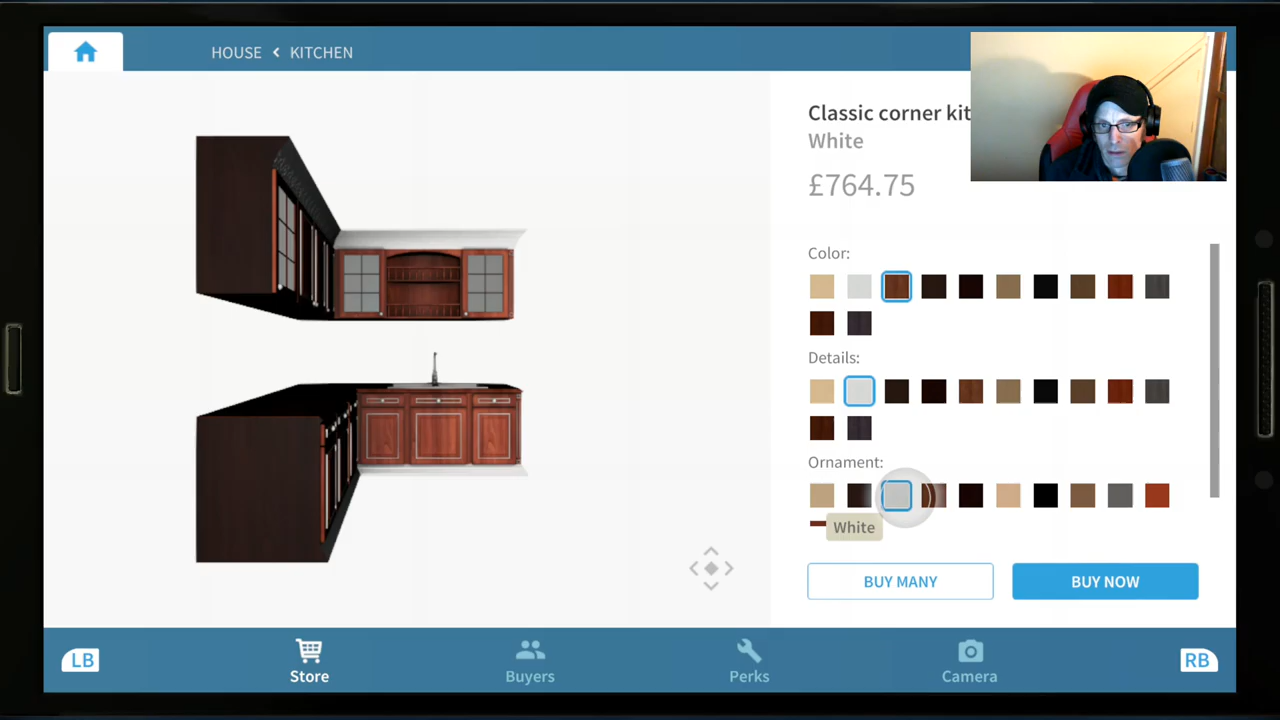 HOUSE < KITCHEN
Classic corner kit
White
£764.75
Color:
Details:
Ornament:
White
BUY MANY
BUY NOW
LB
Store
Buyers
Perks
Camera
RB